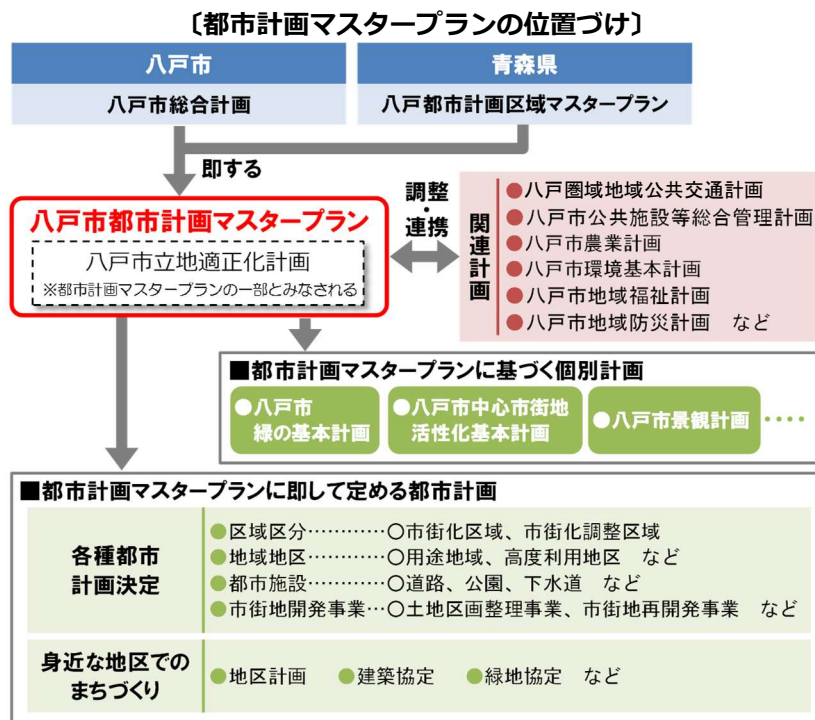 〔都市計画マスタープランの位置づけ〕
八戸市
八戸市総合計画
青森県
八戸都市計画区域マスタープラン
即する
八戸市都市計画マスタープラン
八戸市立地適正化計画
※都市計画マスタープランの一部とみなされる
調整・連携
関連計画
●八戸圏域地域公共交通計画
●八戸市公共施設等総合管理計画
●八戸市農業計画
●八戸市環境基本計画
●八戸市地域福祉計画
●八戸市地域防災計画 など
■都市計画マスタープランに基づく個別計画
●八戸市
緑の基本計画
●八戸市中心市街地
活性化基本計画
●八戸市景観計画
••••
■都市計画マスタープランに即して定める都市計画
各種都市
計画決定
●区域区分…………○市街化区域、市街化調整区域
●地域地区…………○用途地域、高度利用地区 など
●都市施設…………○道路、公園、下水道 など
●市街地開発事業…○土地区画整理事業、市街地再開発事業 など
身近な地区での
まちづくり
●地区計画 ●建築協定 ●緑地協定 など